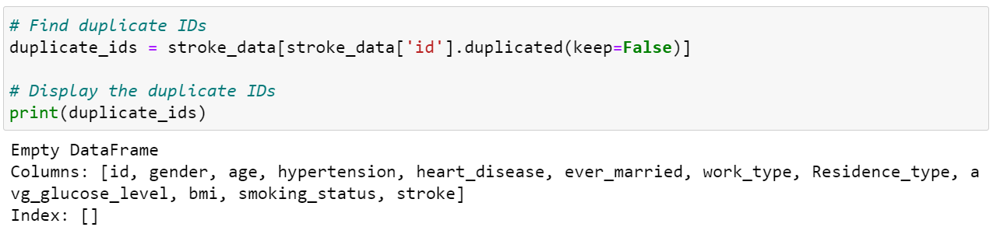 # Find duplicate IDs
duplicate_ids = stroke_data[stroke_data['id'].duplicated(keep=False)]
# Display the duplicate IDs
print(duplicate_ids)
Empty DataFrame
Columns: [id, gender, age, hypertension, heart_disease, ever_married, work_type, Residence_type, a
vg_glucose_level, bmi, smoking_status, stroke]
Index: []